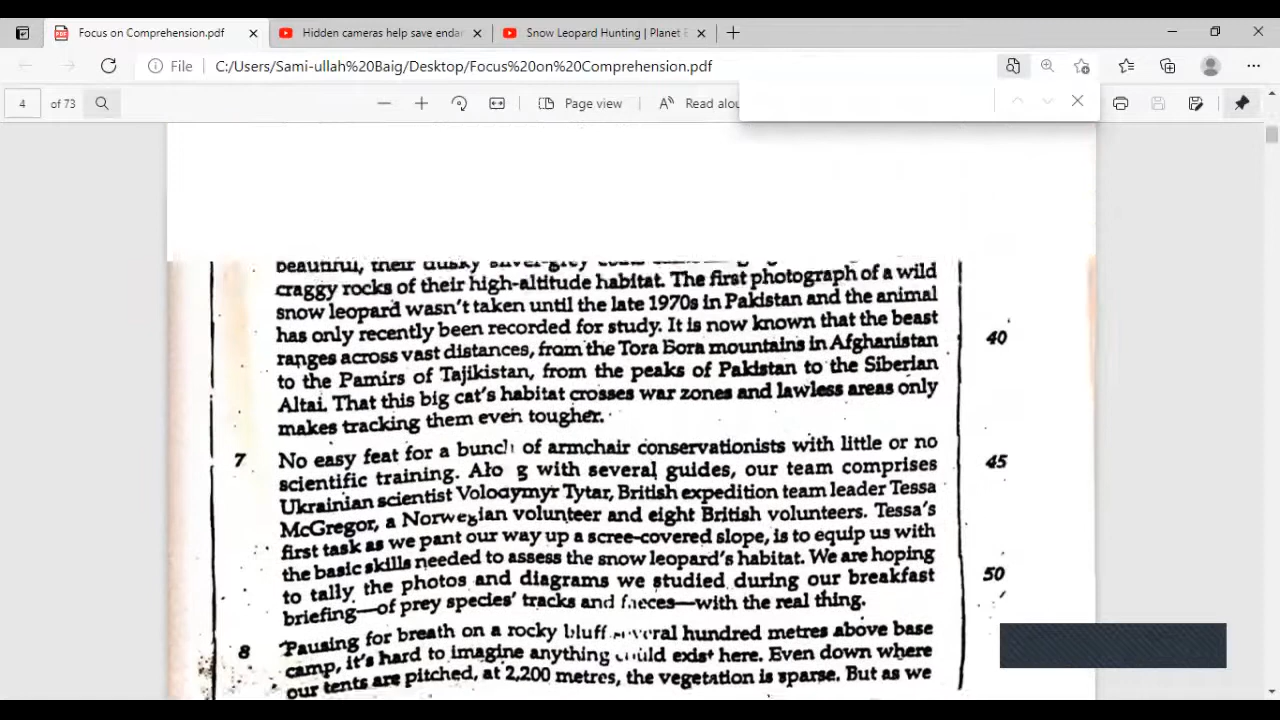 Focus on Comprehension.pdf
Hidden cameras help save enda
Snow Leopard Hunting | Planet E
File
C:/Users/Sami-ullah%20Baig/Desktop/Focus%20on%20Comprehension.pdf
4 of 73
Page view
Read alou
beautiful, their dusky silver-grey
craggy rocks of their high-altitude habitat. The first photograph of a wild
snow leopard wasn't taken until the late 1970s in Pakistan and the animal
has only recently been recorded for study. It is now known that the beast
ranges across vast distances, from the Tora Bora mountains in Afghanistan
40
to the Pamirs of Tajikistan, from the peaks of Pakistan to the Siberian
Altai. That this big cat's habitat crosses war zones and lawless areas only
makes tracking them even tougher.
7 No easy feat for a bunch of armchair conservationists with little or no
scientific training. Along with several guides, our team comprises
45
Ukrainian scientist Volodymyr Tytar, British expedition team leader Tessa
McGregor, a Norwegian volunteer and eight British volunteers. Tessa's
first task as we pant our way up a scree-covered slope, is to equip us with
the basic skills needed to assess the snow leopard's habitat. We are hoping
to tally the photos and diagrams we studied during our breakfast
50
briefing—of prey species' tracks and faeces—with the real thing.
8 Pausing for breath on a rocky bluff several hundred metres above base
camp, it's hard to imagine anything could exist here. Even down where
our tents are pitched, at 2,200 metres, the vegetation is sparse. But as we